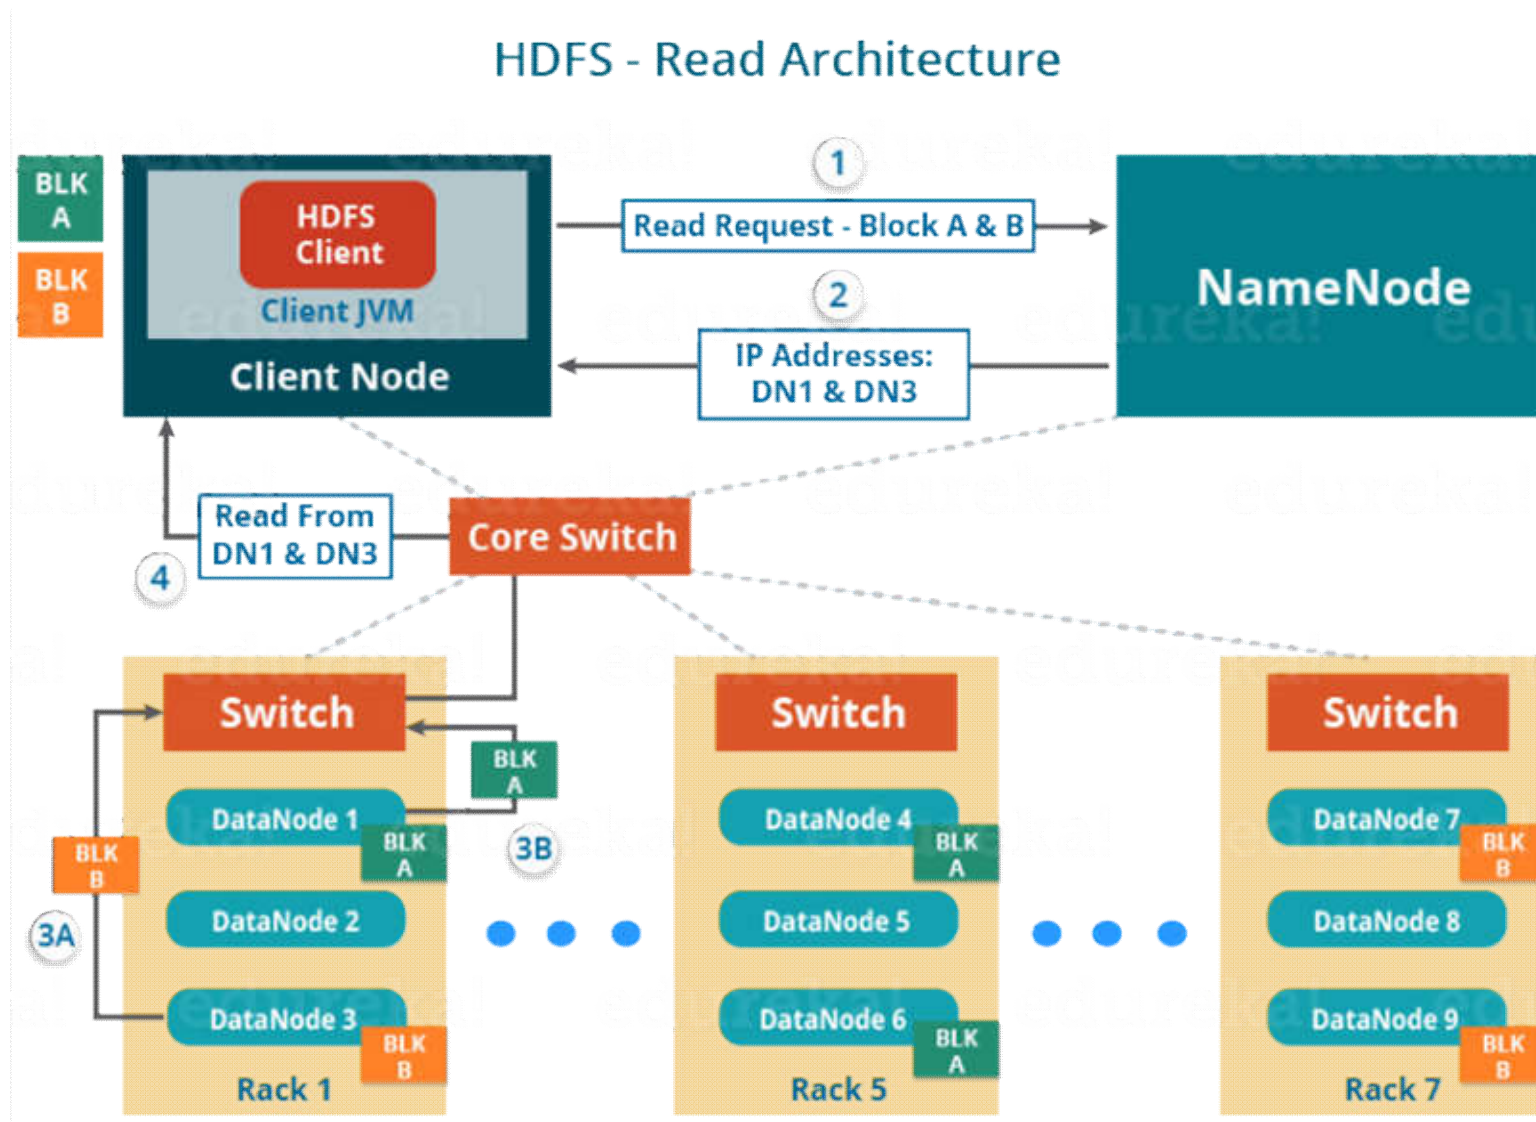 HDFS - Read Architecture
BLK
A
BLK
B
HDFS
Client
Client JVM
Client Node
1
Read Request - Block A & B
2
IP Addresses:
DN1 & DN3
NameNode
Read From
DN1 & DN3
4
Core Switch
Switch
BLK
A
DataNode 1
BLK
A
3B
BLK
B
3A
DataNode 2
DataNode 3
BLK
B
Rack 1
Switch
DataNode 4
BLK
A
DataNode 5
DataNode 6
BLK
A
Rack 5
Switch
DataNode 7
BLK
B
DataNode 8
DataNode 9
BLK
B
Rack 7
edureka!